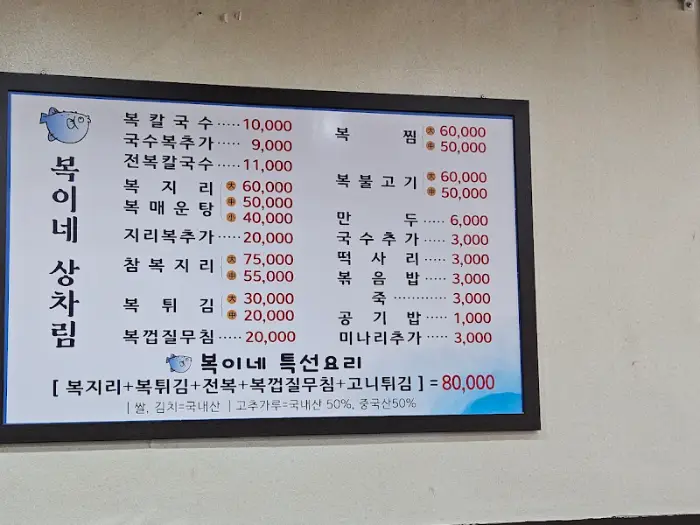 복이네 상차림
복 칼 국 수 ····· 10,000
국수복추가 ··· 9,000
전복칼국수 ····· 11,000
복 지 리 大 60,000
복 매 운 탕 中 50,000
小 40,000
지리복추가 ···· 20,000
참 복 지 리 大 75,000
中 55,000
복 튀 김 大 30,000
中 20,000
복껍질무침 ···· 20,000
복 찜 大 60,000
中 50,000
복 불 고 기 大 60,000
中 50,000
만 두 ····· 6,000
국 수 추 가 ···· 3,000
떡 사 리 ···· 3,000
볶 음 밥 ···· 3,000
죽 ············ 3,000
공 기 밥 ···· 1,000
미나리추가 ···· 3,000
복이네 특선요리
[ 복지리+복튀김+전복+복껍질무침+고니튀김 ] = 80,000
| 쌀, 김치=국내산 | 고추가루=국내산 50%, 중국산50%